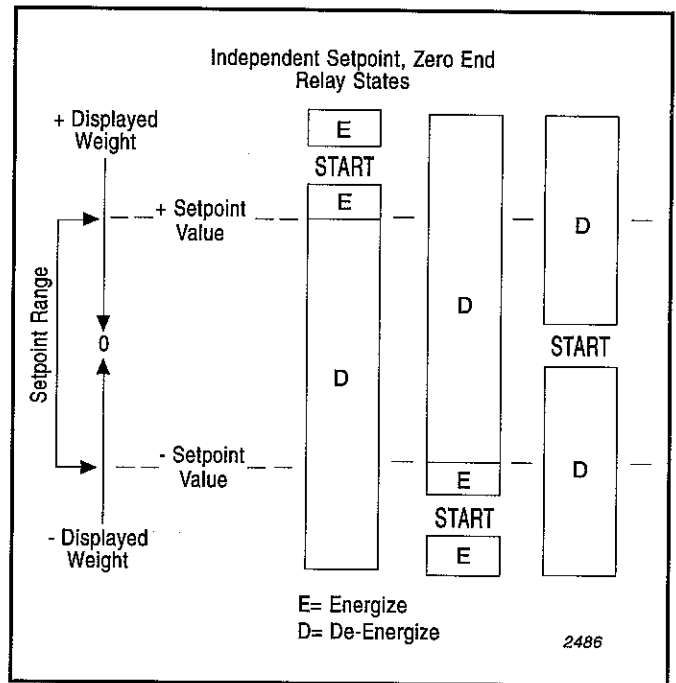 Independent Setpoint, Zero End
Relay States
+ Displayed
Weight
E
START
E
+ Setpoint
Value
D
D
D
Setpoint Range
0
START
D
- Setpoint
Value
E
START
E
- Displayed
Weight
E= Energize
D= De-Energize
2486